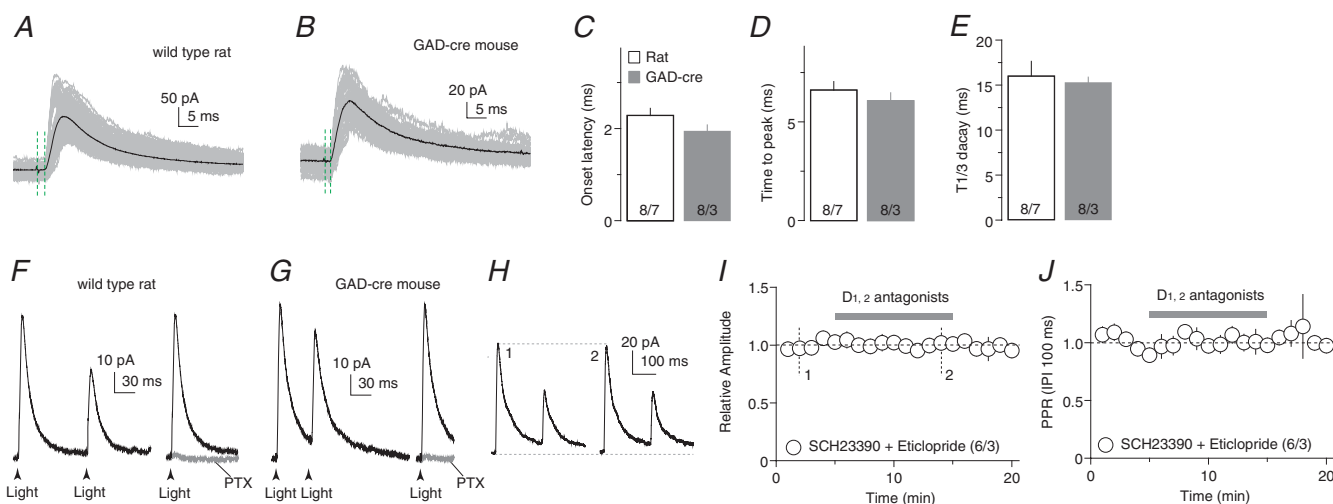 A
wild type rat
50 pA
5 ms
B
GAD-cre mouse
20 pA
5 ms
C
Onset latency (ms)
2
0
Rat
GAD-cre
8/7
8/3
D
Time to peak (ms)
5
0
8/7
8/3
E
T1/3 dacay (ms)
20
15
10
5
0
8/7
8/3
F
wild type rat
10 pA
30 ms
Light
Light
Light
PTX
G
GAD-cre mouse
10 pA
30 ms
Light Light
Light
PTX
H
1
2
20 pA
100 ms
I
Relative Amplitude
1.5
1.0
0.5
0
D1, 2 antagonists
1
2
SCH23390 + Eticlopride (6/3)
0 10 20
Time (min)
J
PPR (IPI 100 ms)
1.5
1.0
0.5
0
D1, 2 antagonists
SCH23390 + Eticlopride (6/3)
0 10 20
Time (min)